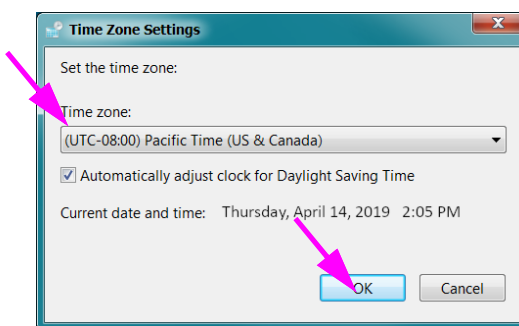 Time Zone Settings
Set the time zone:
Time zone:
(UTC-08:00) Pacific Time (US & Canada)
Automatically adjust clock for Daylight Saving Time
Current date and time: Thursday, April 14, 2019 2:05 PM
OK Cancel